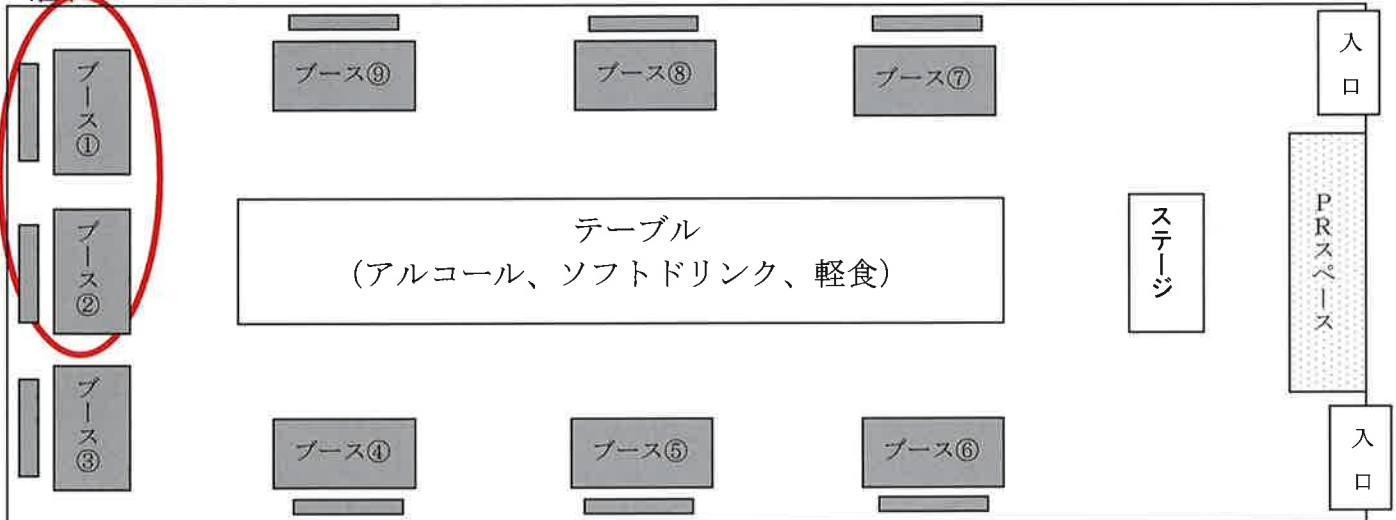 ブース①
ブース②
ブース③
ブース⑨
ブース⑧
ブース⑦
入口
テーブル
(アルコール、ソフトドリンク、軽食)
ステージ
PRスペース
ブース④
ブース⑤
ブース⑥
入口